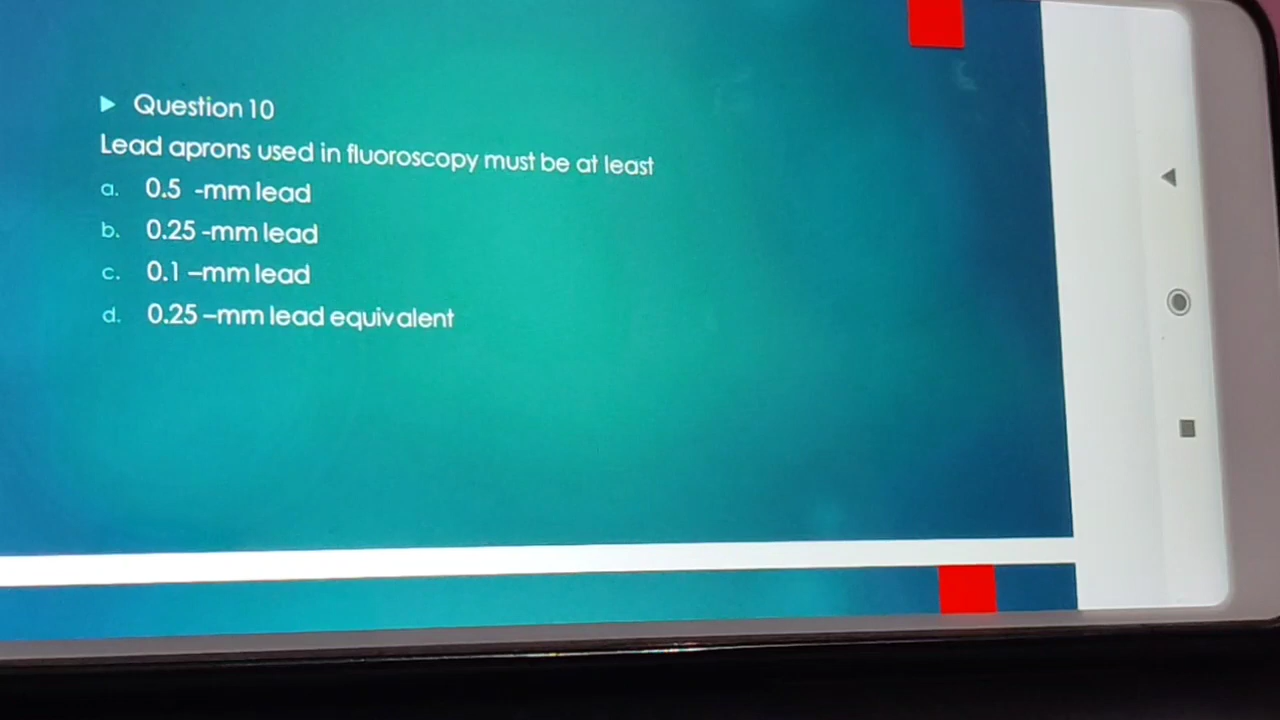 Question 10
Lead aprons used in fluoroscopy must be at least
a. 0.5 -mm lead
b. 0.25 -mm lead
c. 0.1 –mm lead
d. 0.25 –mm lead equivalent